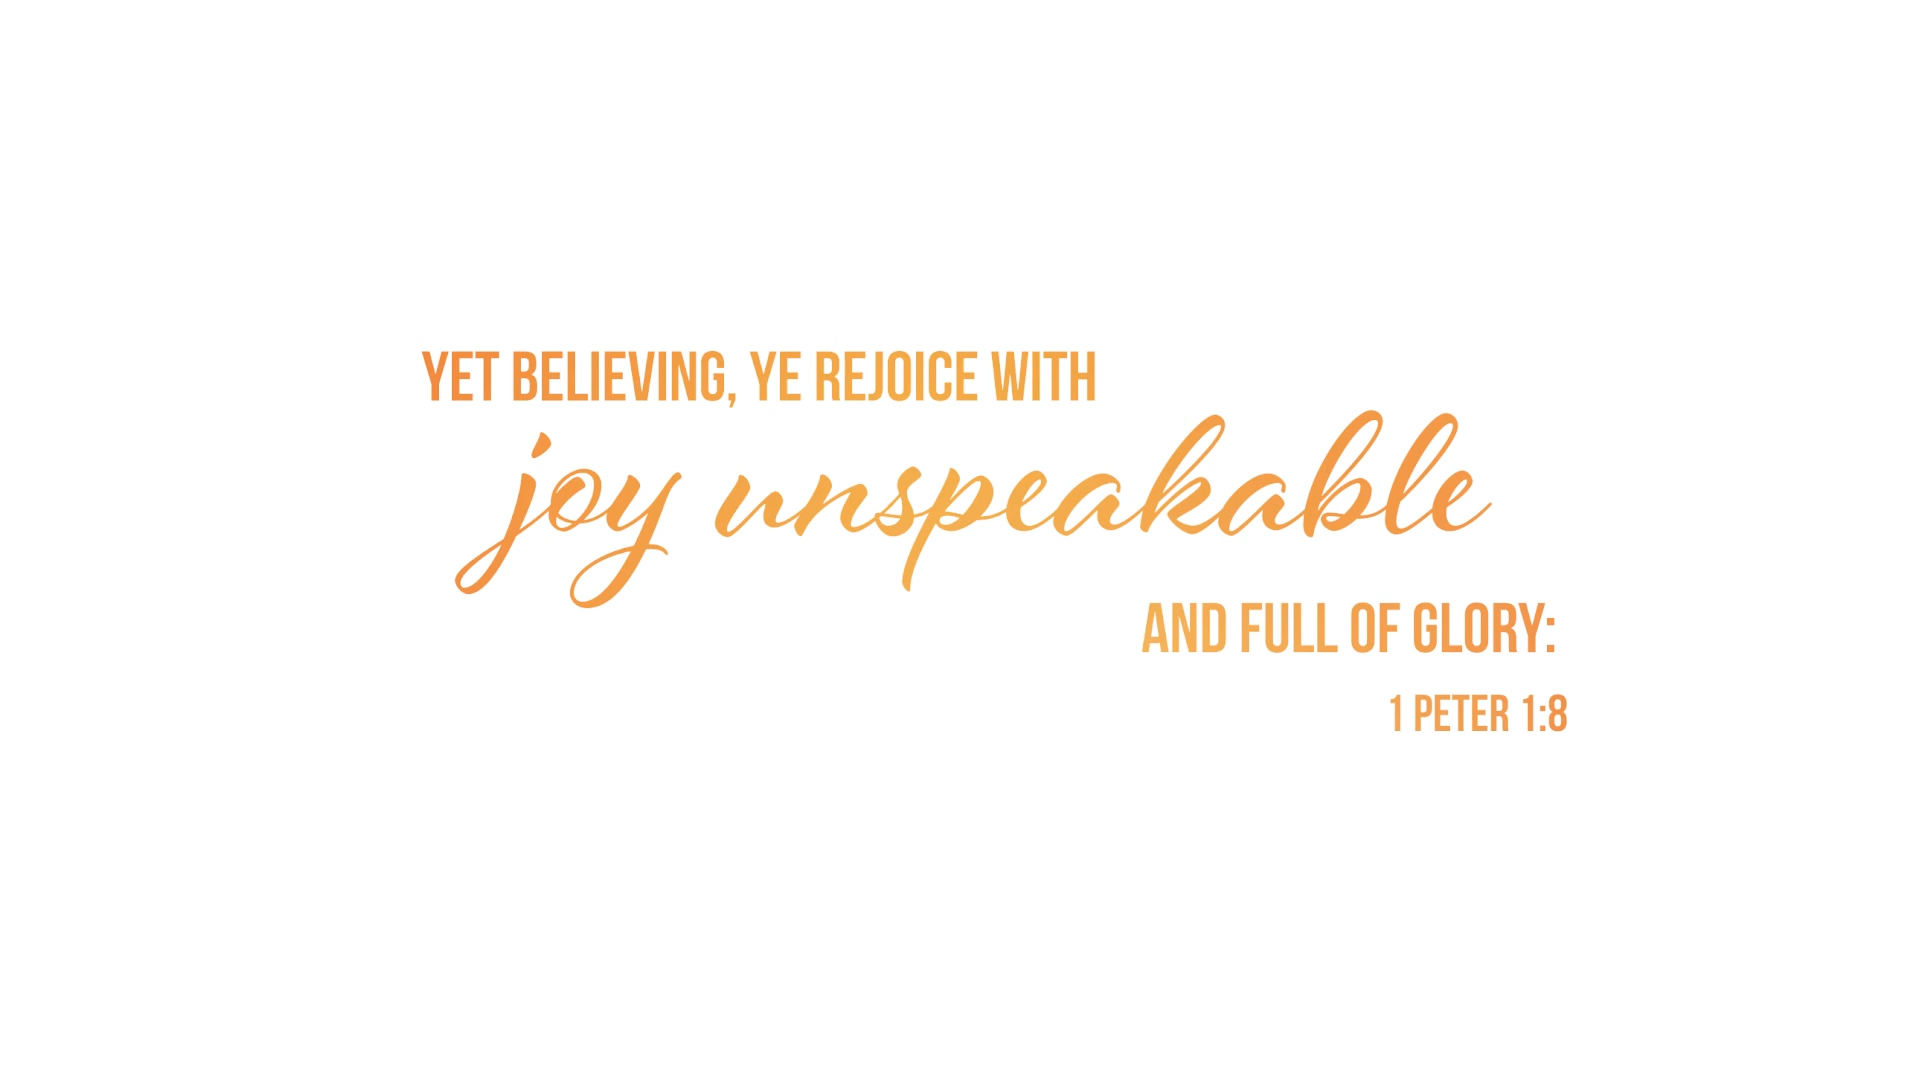 YET BELIEVING, YE REJOICE WITH
joy unspeakable
AND FULL OF GLORY:
1 PETER 1:8